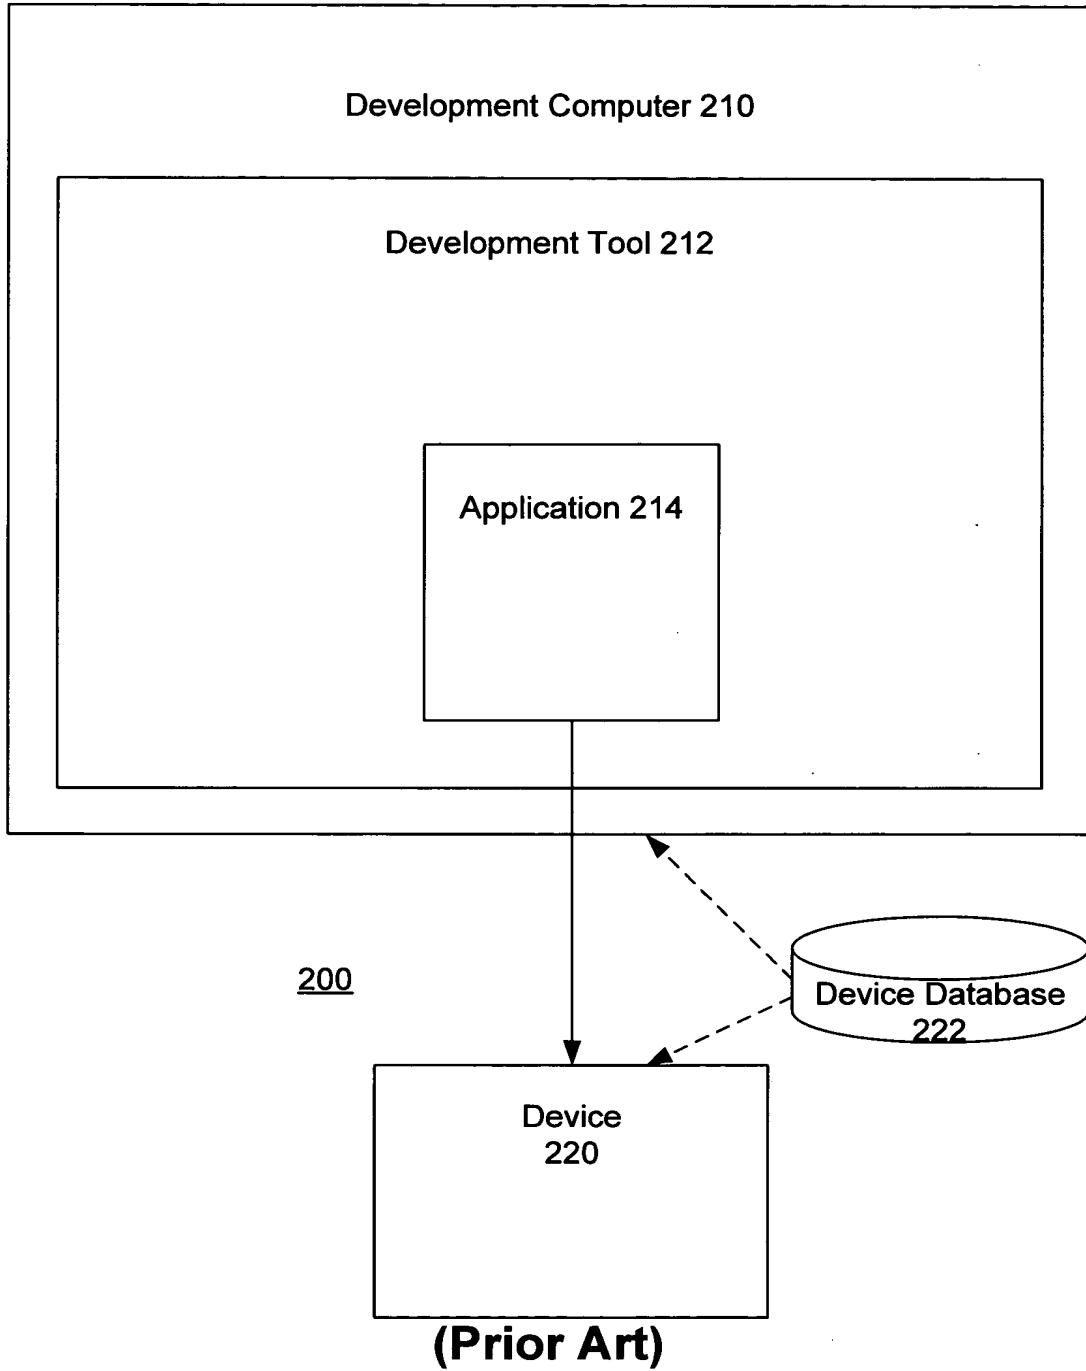 Development Computer 210
Development Tool 212
Application 214
200
Device Database
222
Device
220
(Prior Art)